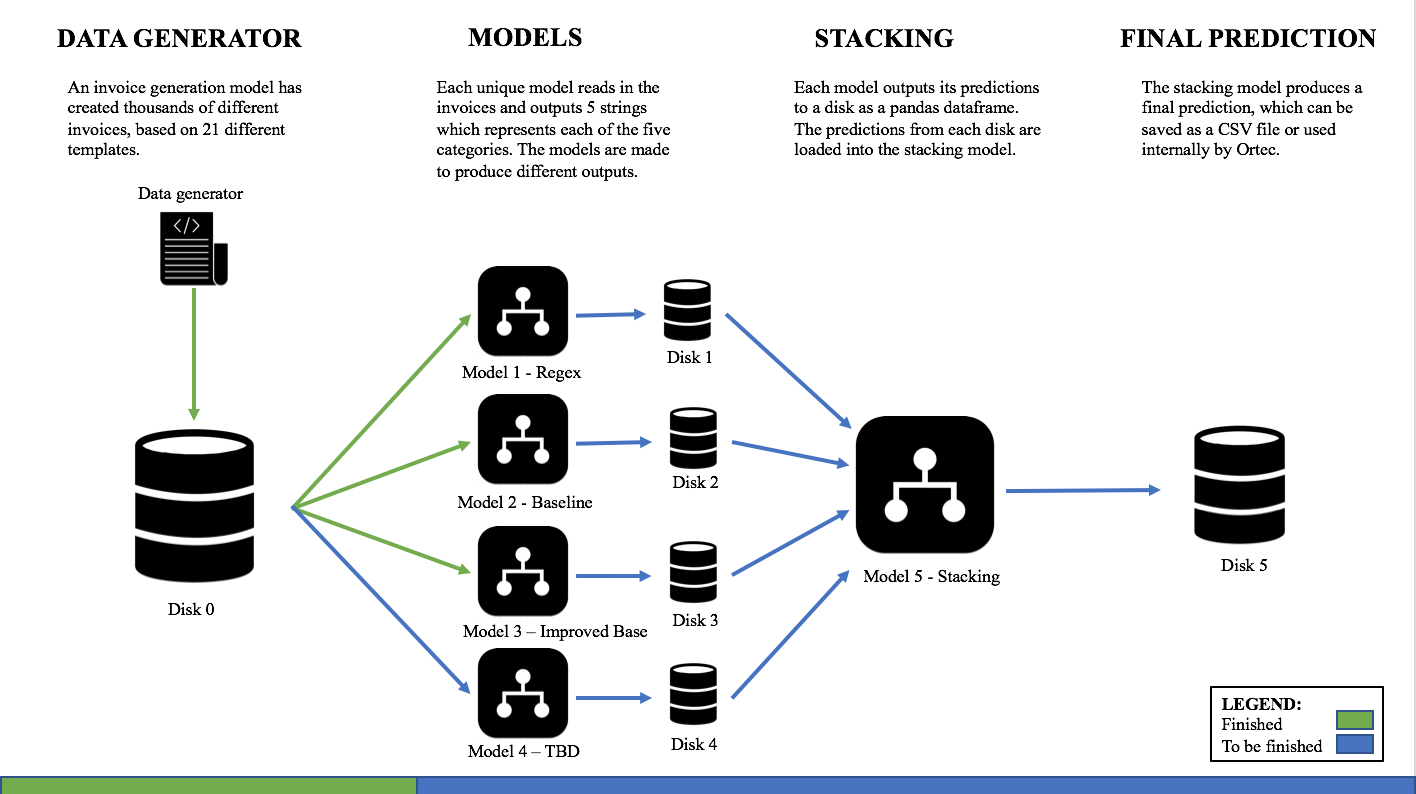 DATA GENERATOR
An invoice generation model has
created thousands of different
invoices, based on 21 different
templates.
Data generator
</>
Disk 0
MODELS
Each unique model reads in the
invoices and outputs 5 strings
which represents each of the five
categories. The models are made
to produce different outputs.
Model 1 - Regex
Disk 1
Model 2 - Baseline
Disk 2
Model 3 – Improved Base
Disk 3
Model 4 – TBD
Disk 4
STACKING
Each model outputs its predictions
to a disk as a pandas dataframe.
The predictions from each disk are
loaded into the stacking model.
Model 5 - Stacking
FINAL PREDICTION
The stacking model produces a
final prediction, which can be
saved as a CSV file or used
internally by Ortec.
Disk 5
LEGEND:
Finished
To be finished